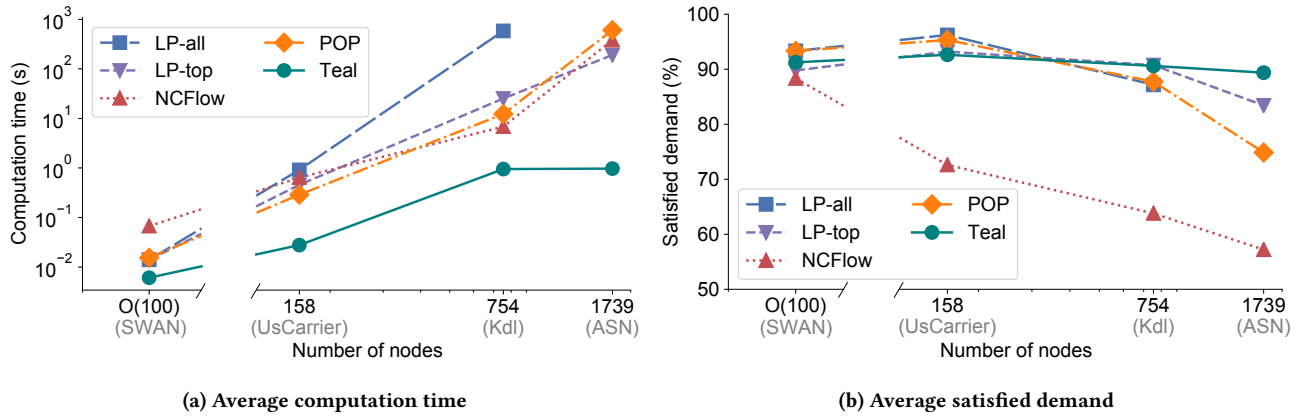 Computation time (s)
10³
10²
10¹
10⁰
10⁻¹
10⁻²
LP-all
LP-top
NCFlow
POP
Teal
O(100)
(SWAN)
158
(UsCarrier)
754
(Kdl)
1739
(ASN)
Number of nodes
(a) Average computation time
Satisfied demand (%)
100
90
80
70
60
50
LP-all
LP-top
NCFlow
POP
Teal
O(100)
(SWAN)
158
(UsCarrier)
754
(Kdl)
1739
(ASN)
Number of nodes
(b) Average satisfied demand